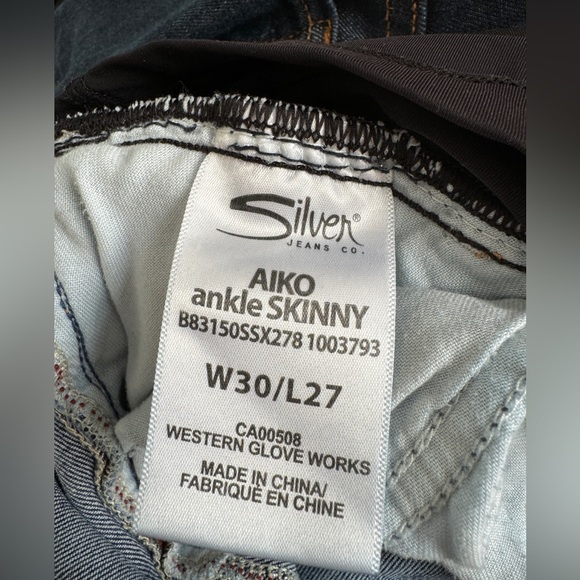 Silver®
JEANS CO.
AIKO
ankle SKINNY
B83150SSX278 1003793
W30/L27
CA00508
WESTERN GLOVE WORKS
MADE IN CHINA/
FABRIQUÉ EN CHINE